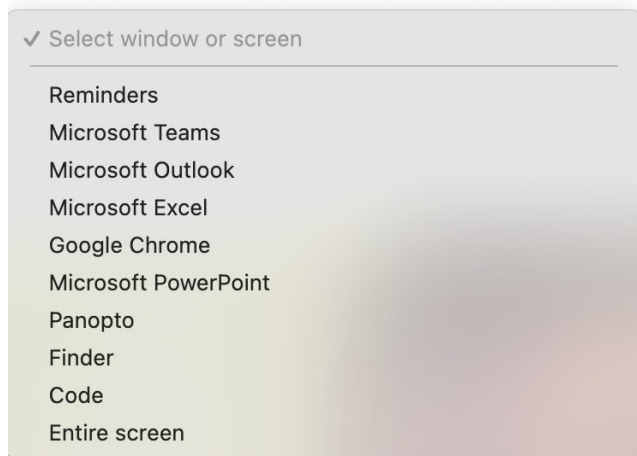 ✓ Select window or screen
Reminders
Microsoft Teams
Microsoft Outlook
Microsoft Excel
Google Chrome
Microsoft PowerPoint
Panopto
Finder
Code
Entire screen